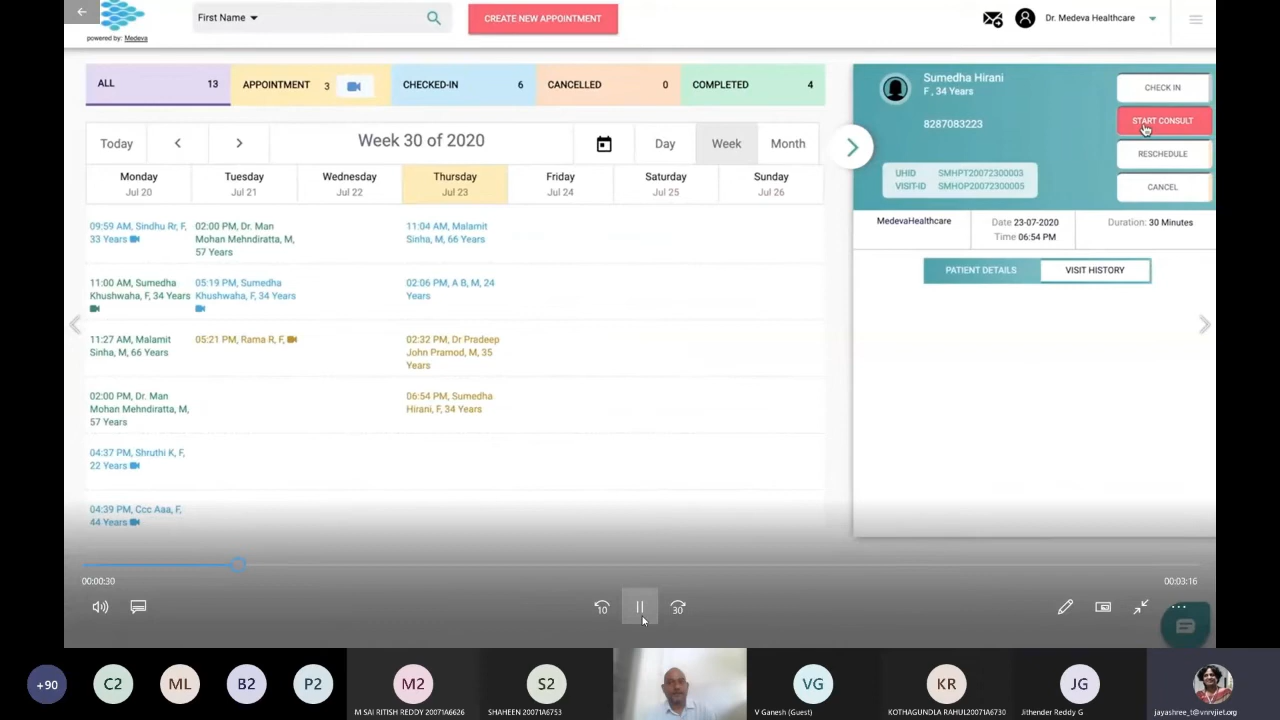 First Name
CREATE NEW APPOINTMENT
Dr. Medeva Healthcare
powered by: Medeva
ALL 13
APPOINTMENT 3
CHECKED-IN 6
CANCELLED 0
COMPLETED 4
Today
Week 30 of 2020
Day
Week
Month
Monday
Jul 20
Tuesday
Jul 21
Wednesday
Jul 22
Thursday
Jul 23
Friday
Jul 24
Saturday
Jul 25
Sunday
Jul 26
09:59 AM, Sindhu Rr, F,
33 Years
02:00 PM, Dr. Man
Mohan Mehndiratta, M,
57 Years
11:04 AM, Malamit
Sinha, M, 66 Years
11:00 AM, Sumedha
Khushwaha, F, 34 Years
05:19 PM, Sumedha
Khushwaha, F, 34 Years
02:06 PM, A B, M, 24
Years
11:27 AM, Malamit
Sinha, M, 66 Years
05:21 PM, Rama R, F,
02:32 PM, Dr Pradeep
John Pramod, M, 35
Years
02:00 PM, Dr. Man
Mohan Mehndiratta, M,
57 Years
06:54 PM, Sumedha
Hirani, F, 34 Years
04:37 PM, Shruthi K, F,
22 Years
04:39 PM, Ccc Aaa, F,
44 Years
Sumedha Hirani
F , 34 Years
8287083223
UHID SMHPT20072300003
VISIT-ID SMHOP20072300005
CHECK IN
START CONSULT
RESCHEDULE
CANCEL
MedevaHealthcare
Date 23-07-2020
Time 06:54 PM
Duration: 30 Minutes
PATIENT DETAILS
VISIT HISTORY
00:00:30
00:03:16
10
30
+90
C2
ML
B2
P2
M2
M SAI RITISH REDDY 20071A6626
S2
SHAHEEN 20071A6753
VG
V Ganesh (Guest)
KR
KOTHAGUNDLA RAHUL20071A6730
JG
Jithender Reddy G
jayashree_t@vnrvjiet.org